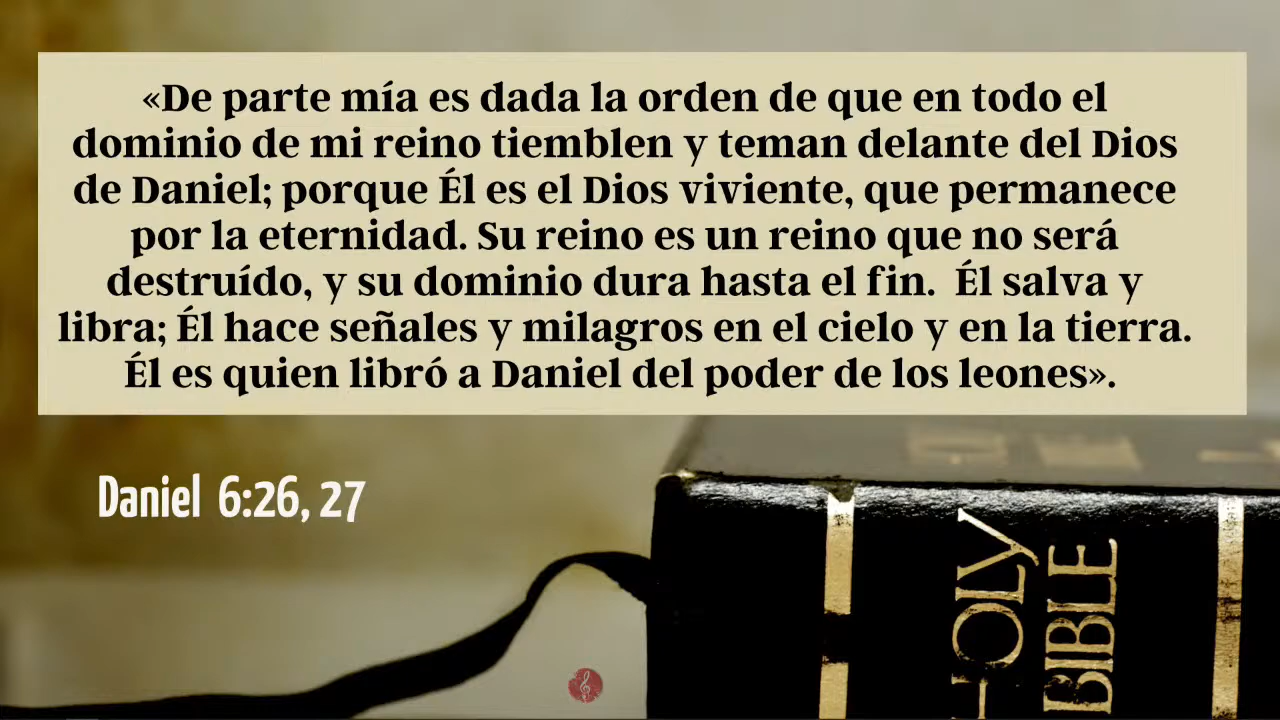 «De parte mía es dada la orden de que en todo el
dominio de mi reino tiemblen y teman delante del Dios
de Daniel; porque Él es el Dios viviente, que permanece
por la eternidad. Su reino es un reino que no será
destruído, y su dominio dura hasta el fin.  Él salva y
libra; Él hace señales y milagros en el cielo y en la tierra.
Él es quien libró a Daniel del poder de los leones».
Daniel 6:26, 27
HOLY
BIBLE